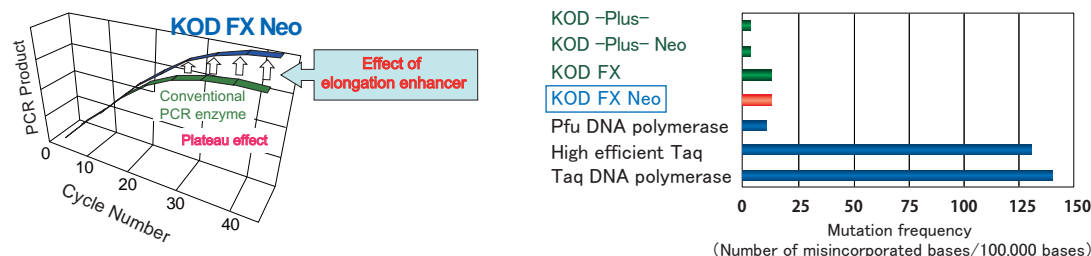 KOD FX Neo
Effect of
elongation enhancer
Conventional
PCR enzyme
Plateau effect
PCR Product
0
10
20
30
40
Cycle Number
KOD -Plus-
KOD -Plus- Neo
KOD FX
KOD FX Neo
Pfu DNA polymerase
High efficient Taq
Taq DNA polymerase
0 25 50 75 100 125 150
Mutation frequency
(Number of misincorporated bases/100,000 bases)